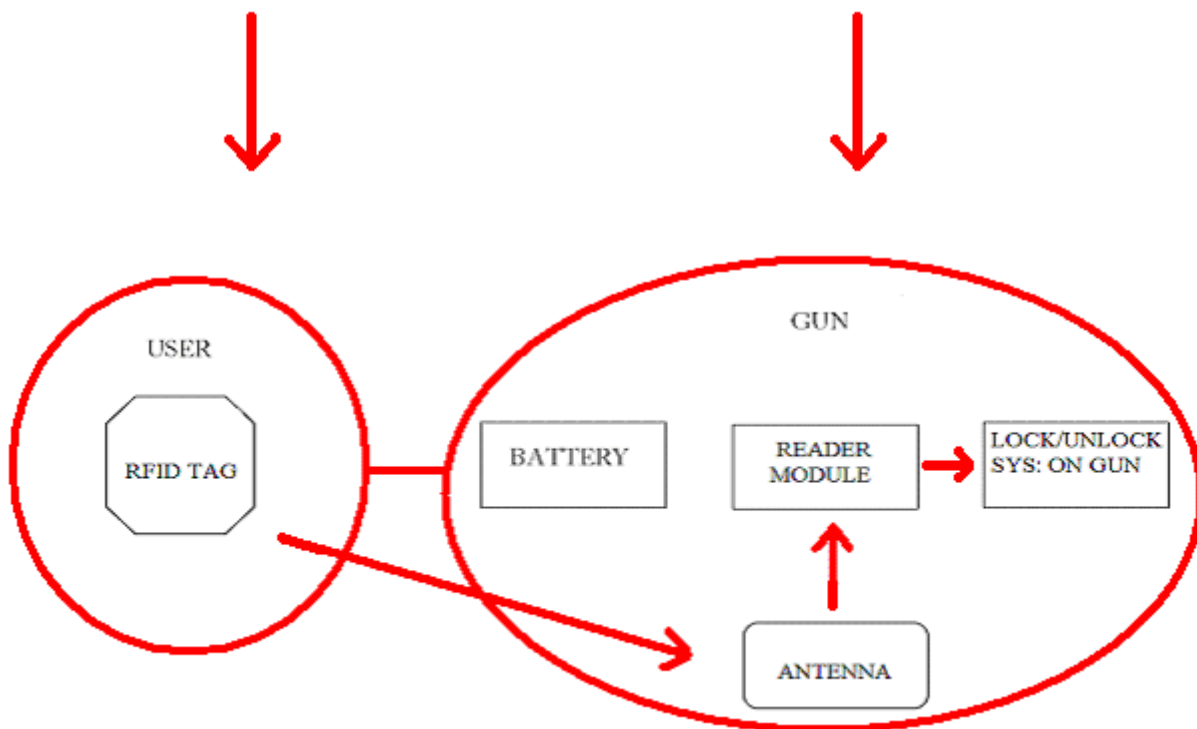 GUN
USER
BATTERY
READER
MODULE
LOCK/UNLOCK
SYS: ON GUN
RFID TAG
ANTENNA